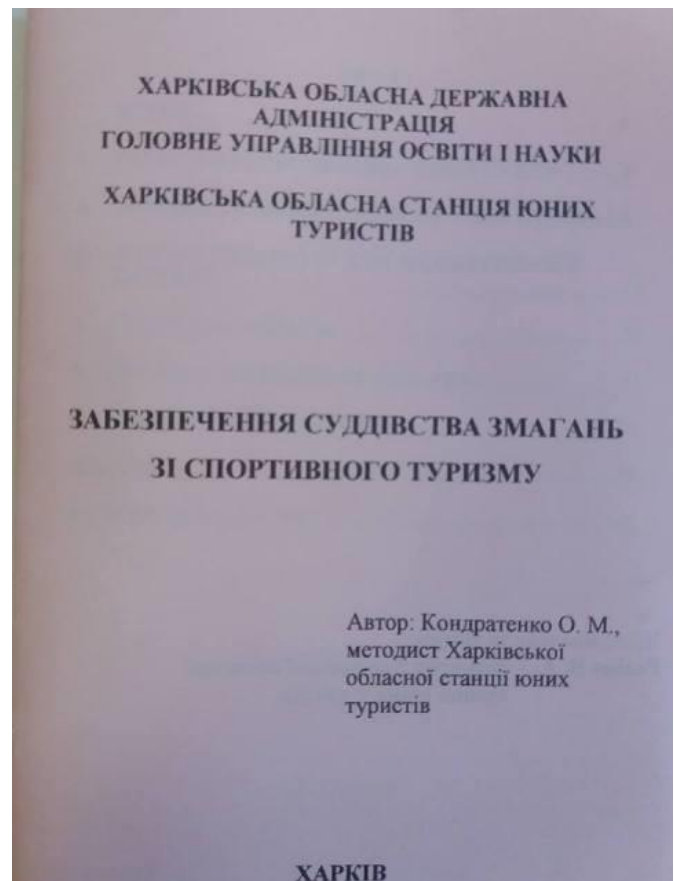 ХАРКІВСЬКА ОБЛАСНА ДЕРЖАВНА
АДМІНІСТРАЦІЯ
ГОЛОВНЕ УПРАВЛІННЯ ОСВІТИ І НАУКИ
ХАРКІВСЬКА ОБЛАСНА СТАНЦІЯ ЮНИХ
ТУРИСТІВ
ЗАБЕЗПЕЧЕННЯ СУДДІВСТВА ЗМАГАНЬ
ЗІ СПОРТИВНОГО ТУРИЗМУ
Автор: Кондратенко О. М.,
методист Харківської
обласної станції юних
туристів
ХАРКІВ